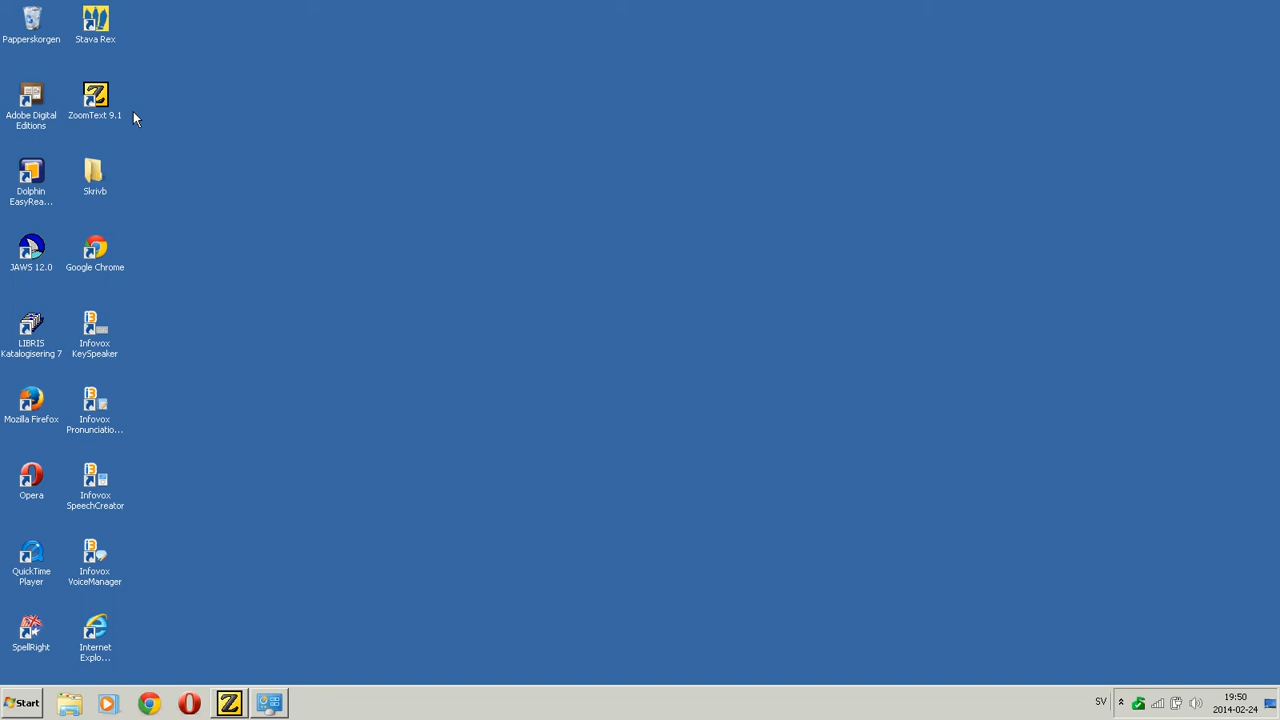 Papperskorgen
Stava Rex
Adobe Digital
Editions
ZoomText 9.1
Dolphin
EasyRea...
Skrivb
JAWS 12.0
Google Chrome
LIBRIS
Katalogisering 7
Infovox
KeySpeaker
Mozilla Firefox
Infovox
Pronunciatio...
Opera
Infovox
SpeechCreator
QuickTime
Player
Infovox
VoiceManager
SpellRight
Internet
Explo...
Start
SV
19:50
2014-02-24